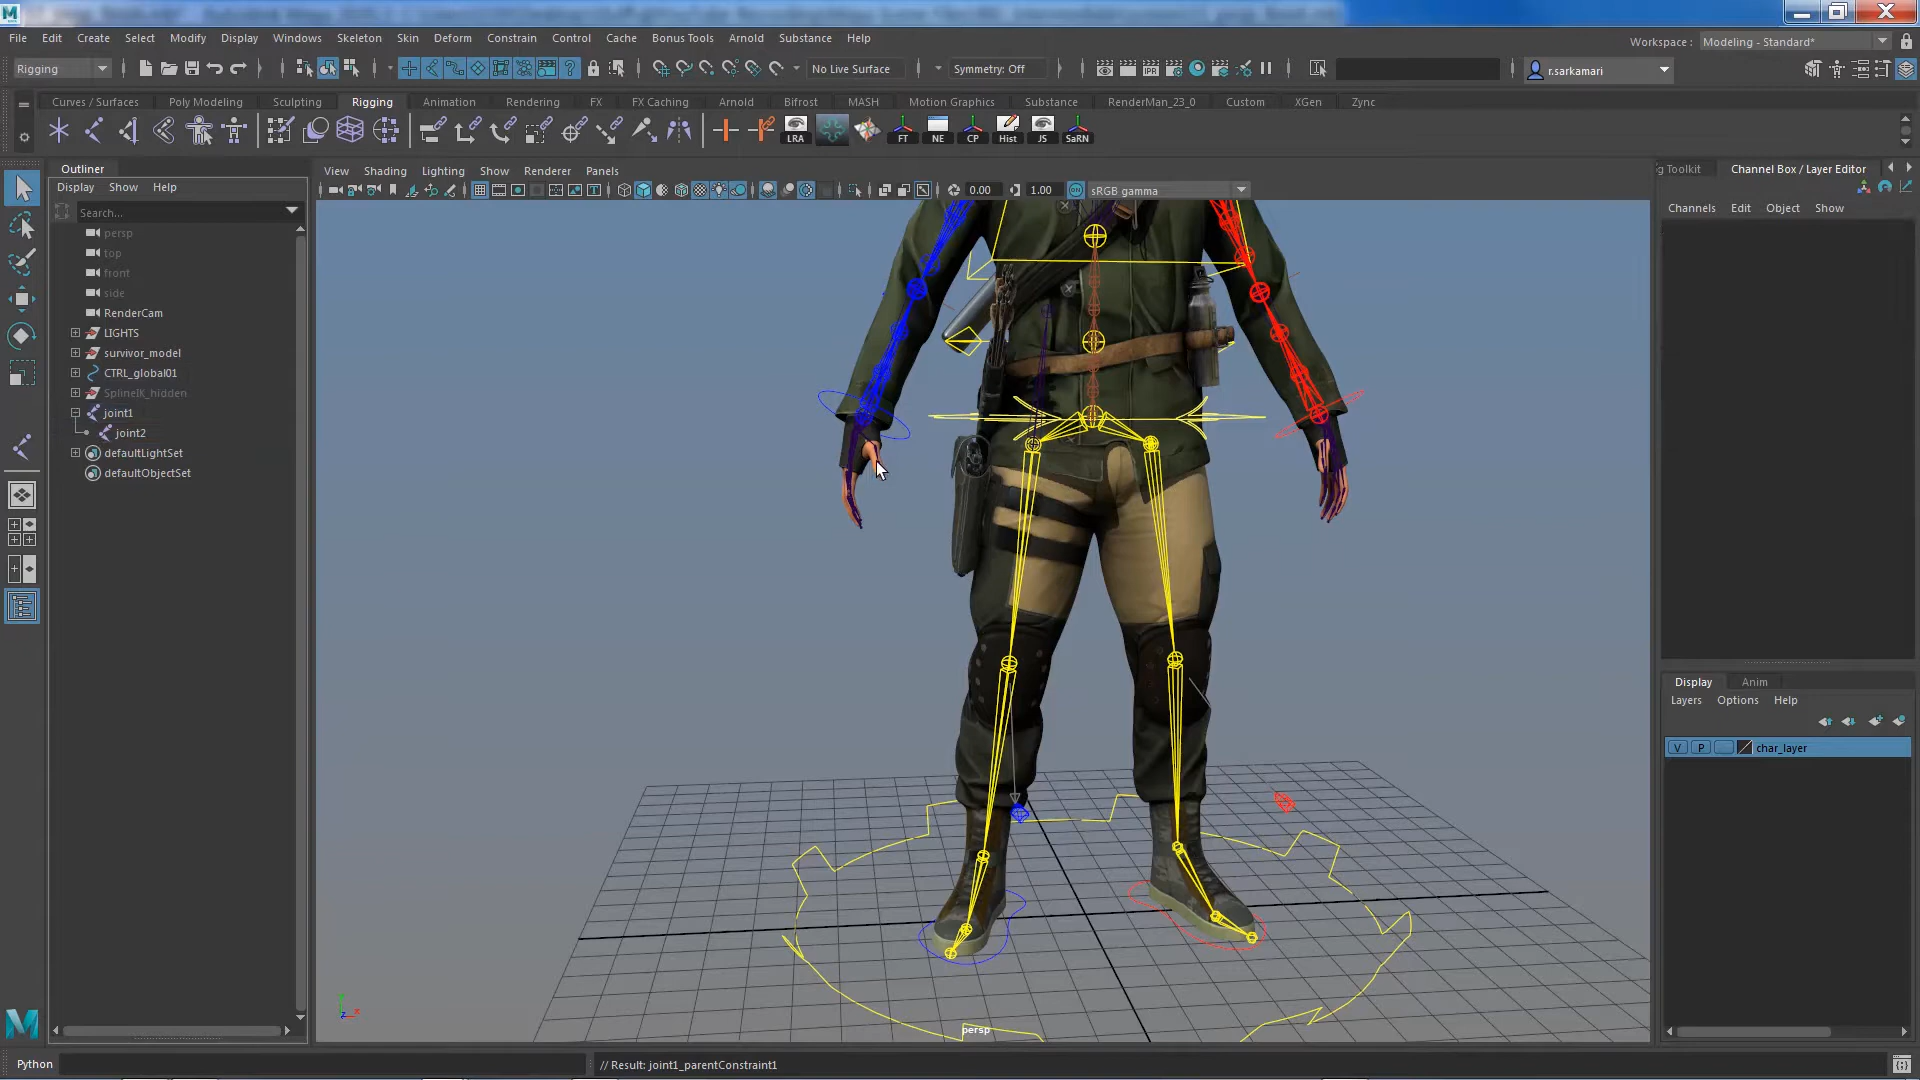 File Edit Create Select Modify Display Windows Skeleton Skin Deform Constrain Control Cache Bonus Tools Arnold Substance Help
Workspace : Modeling - Standard*
Rigging No Live Surface Symmetry: Off r.sarkamari
Curves / Surfaces Poly Modeling Sculpting Rigging Animation Rendering FX FX Caching Arnold Bifrost MASH Motion Graphics Substance RenderMan_23_0 Custom XGen Zync
LRA FT NE CP Hist JS SaRN
Outliner
Display Show Help
Search...
persp
top
front
side
RenderCam
LIGHTS
survivor_model
CTRL_global01
SplineIk_hidden
joint1
joint2
defaultLightSet
defaultObjectSet
View Shading Lighting Show Renderer Panels
0.00 1.00 sRGB gamma
persp
g Toolkit Channel Box / Layer Editor
Channels Edit Object Show
Display Anim
Layers Options Help
V P char_layer
Python // Result: joint1_parentConstraint1